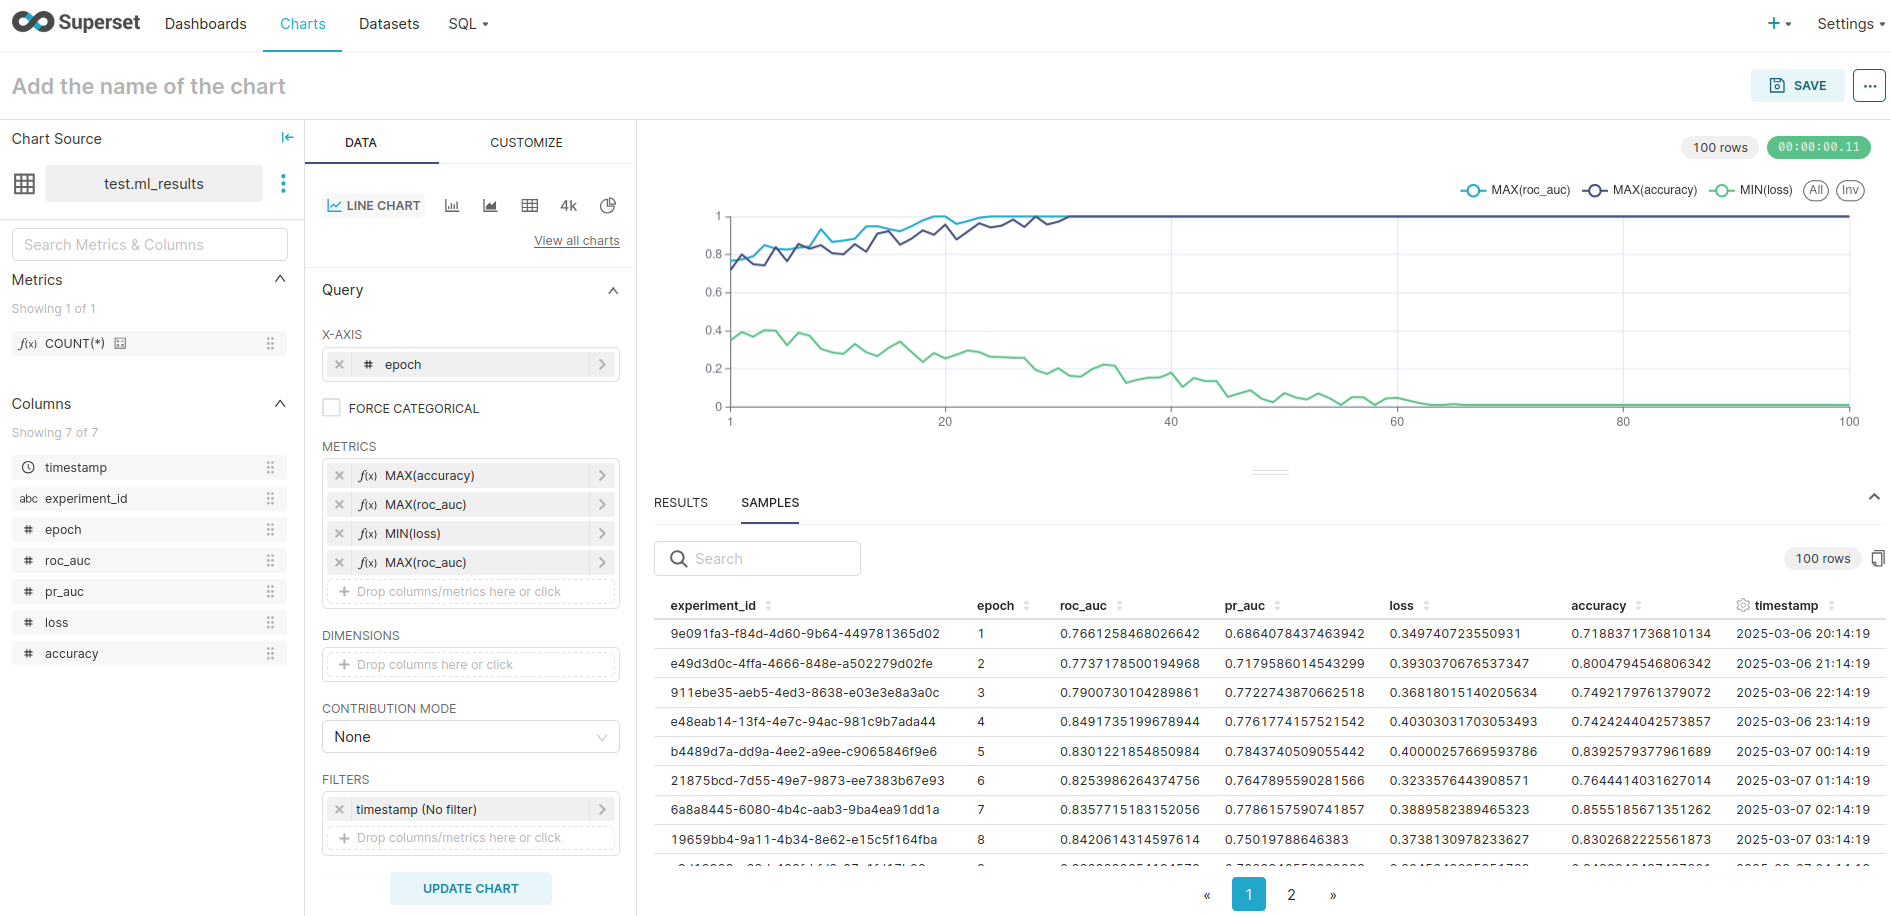 Superset Dashboards Charts Datasets SQL + Settings
Add the name of the chart
SAVE ...
Chart Source
test.ml_results
Search Metrics & Columns
Metrics
Showing 1 of 1
f(x) COUNT(*)
Columns
Showing 7 of 7
timestamp
abc experiment_id
# epoch
# roc_auc
# pr_auc
# loss
# accuracy
DATA CUSTOMIZE
LINE CHART 4k
View all charts
Query
X-AXIS
# epoch
FORCE CATEGORICAL
METRICS
f(x) MAX(accuracy)
f(x) MAX(roc_auc)
f(x) MIN(loss)
f(x) MAX(roc_auc)
+ Drop columns/metrics here or click
DIMENSIONS
+ Drop columns here or click
CONTRIBUTION MODE
None
FILTERS
timestamp (No filter)
+ Drop columns/metrics here or click
UPDATE CHART
100 rows 00:00:00.11
MAX(roc_auc) MAX(accuracy) MIN(loss) All Inv
1
0.8
0.6
0.4
0.2
0
1 20 40 60 80 100
RESULTS SAMPLES
Search
100 rows
experiment_id epoch roc_auc pr_auc loss accuracy timestamp
9e091fa3-f84d-4d60-9b64-449781365d02 1 0.7661258468026642 0.6864078437463942 0.349740723550931 0.7188371736810134 2025-03-06 20:14:19
e49d3d0c-4ffa-4666-848e-a502279d02fe 2 0.7737178500194968 0.7179586014543299 0.3930370676537347 0.8004794546806342 2025-03-06 21:14:19
911ebe35-aeb5-4ed3-8638-e03e3e8a3a0c 3 0.7900730104289861 0.7722743870662518 0.36818015140205634 0.7492179761379072 2025-03-06 22:14:19
e48eab14-13f4-4e7c-94ac-981c9b7ada44 4 0.8491735199678944 0.7761774157521542 0.40303031703053493 0.7424244042573857 2025-03-06 23:14:19
b4489d7a-dd9a-4ee2-a9ee-c9065846f9e6 5 0.8301221854850984 0.7843740509055442 0.40000257669593786 0.8392579377961689 2025-03-07 00:14:19
21875bcd-7d55-49e7-9873-ee7383b67e93 6 0.8253986264374756 0.7647895590281566 0.3233576443908571 0.7644414031627014 2025-03-07 01:14:19
6a8a8445-6080-4b4c-aab3-9ba4ea91dd1a 7 0.8357715183152056 0.7786157590741857 0.3889582389465323 0.8555185671351262 2025-03-07 02:14:19
19659bb4-9a11-4b34-8e62-e15c5f164fba 8 0.8420614314597614 0.75019788646383 0.3738130978233627 0.8302682225561873 2025-03-07 03:14:19
« 1 2 »